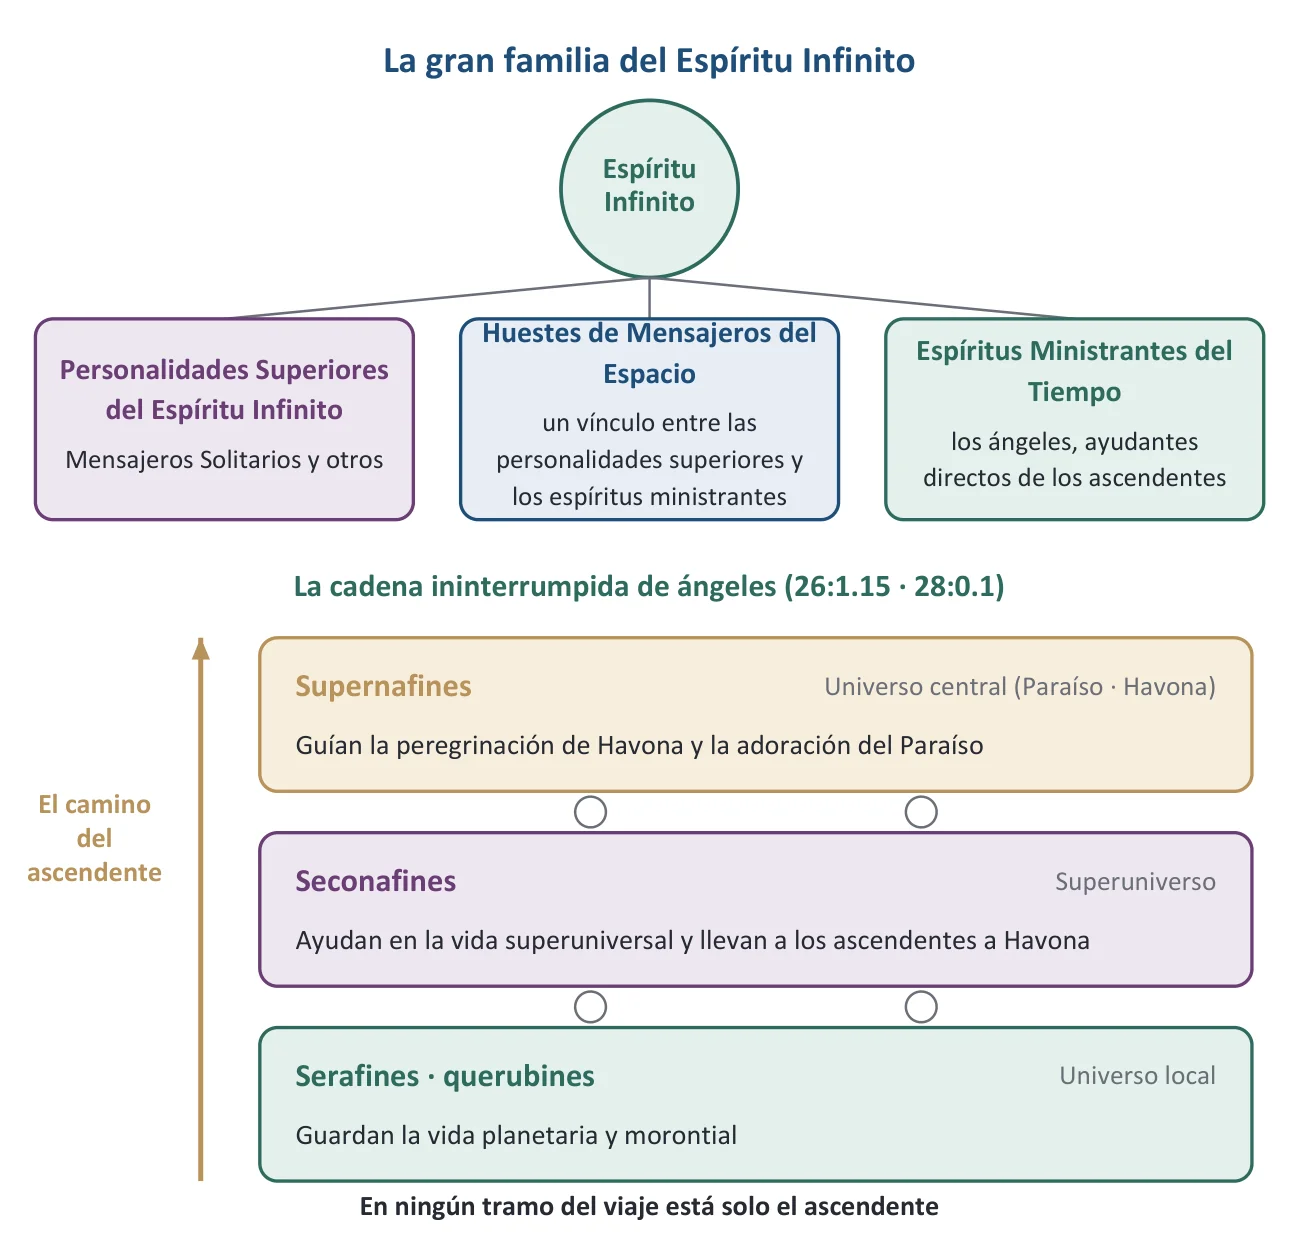 La gran familia del Espíritu Infinito
Espíritu
Infinito
Personalidades Superiores
del Espíritu Infinito
Mensajeros Solitarios y otros
Huestes de Mensajeros del
Espacio
un vínculo entre las
personalidades superiores y
los espíritus ministrantes
Espíritus Ministrantes del
Tiempo
los ángeles, ayudantes
directos de los ascendentes
La cadena ininterrumpida de ángeles (26:1.15 · 28:0.1)
El camino
del
ascendente
Supernafines
Universo central (Paraíso · Havona)
Guían la peregrinación de Havona y la adoración del Paraíso
Seconafines
Superuniverso
Ayudan en la vida superuniversal y llevan a los ascendentes a Havona
Serafines · querubines
Universo local
Guardan la vida planetaria y morontial
En ningún tramo del viaje está solo el ascendente